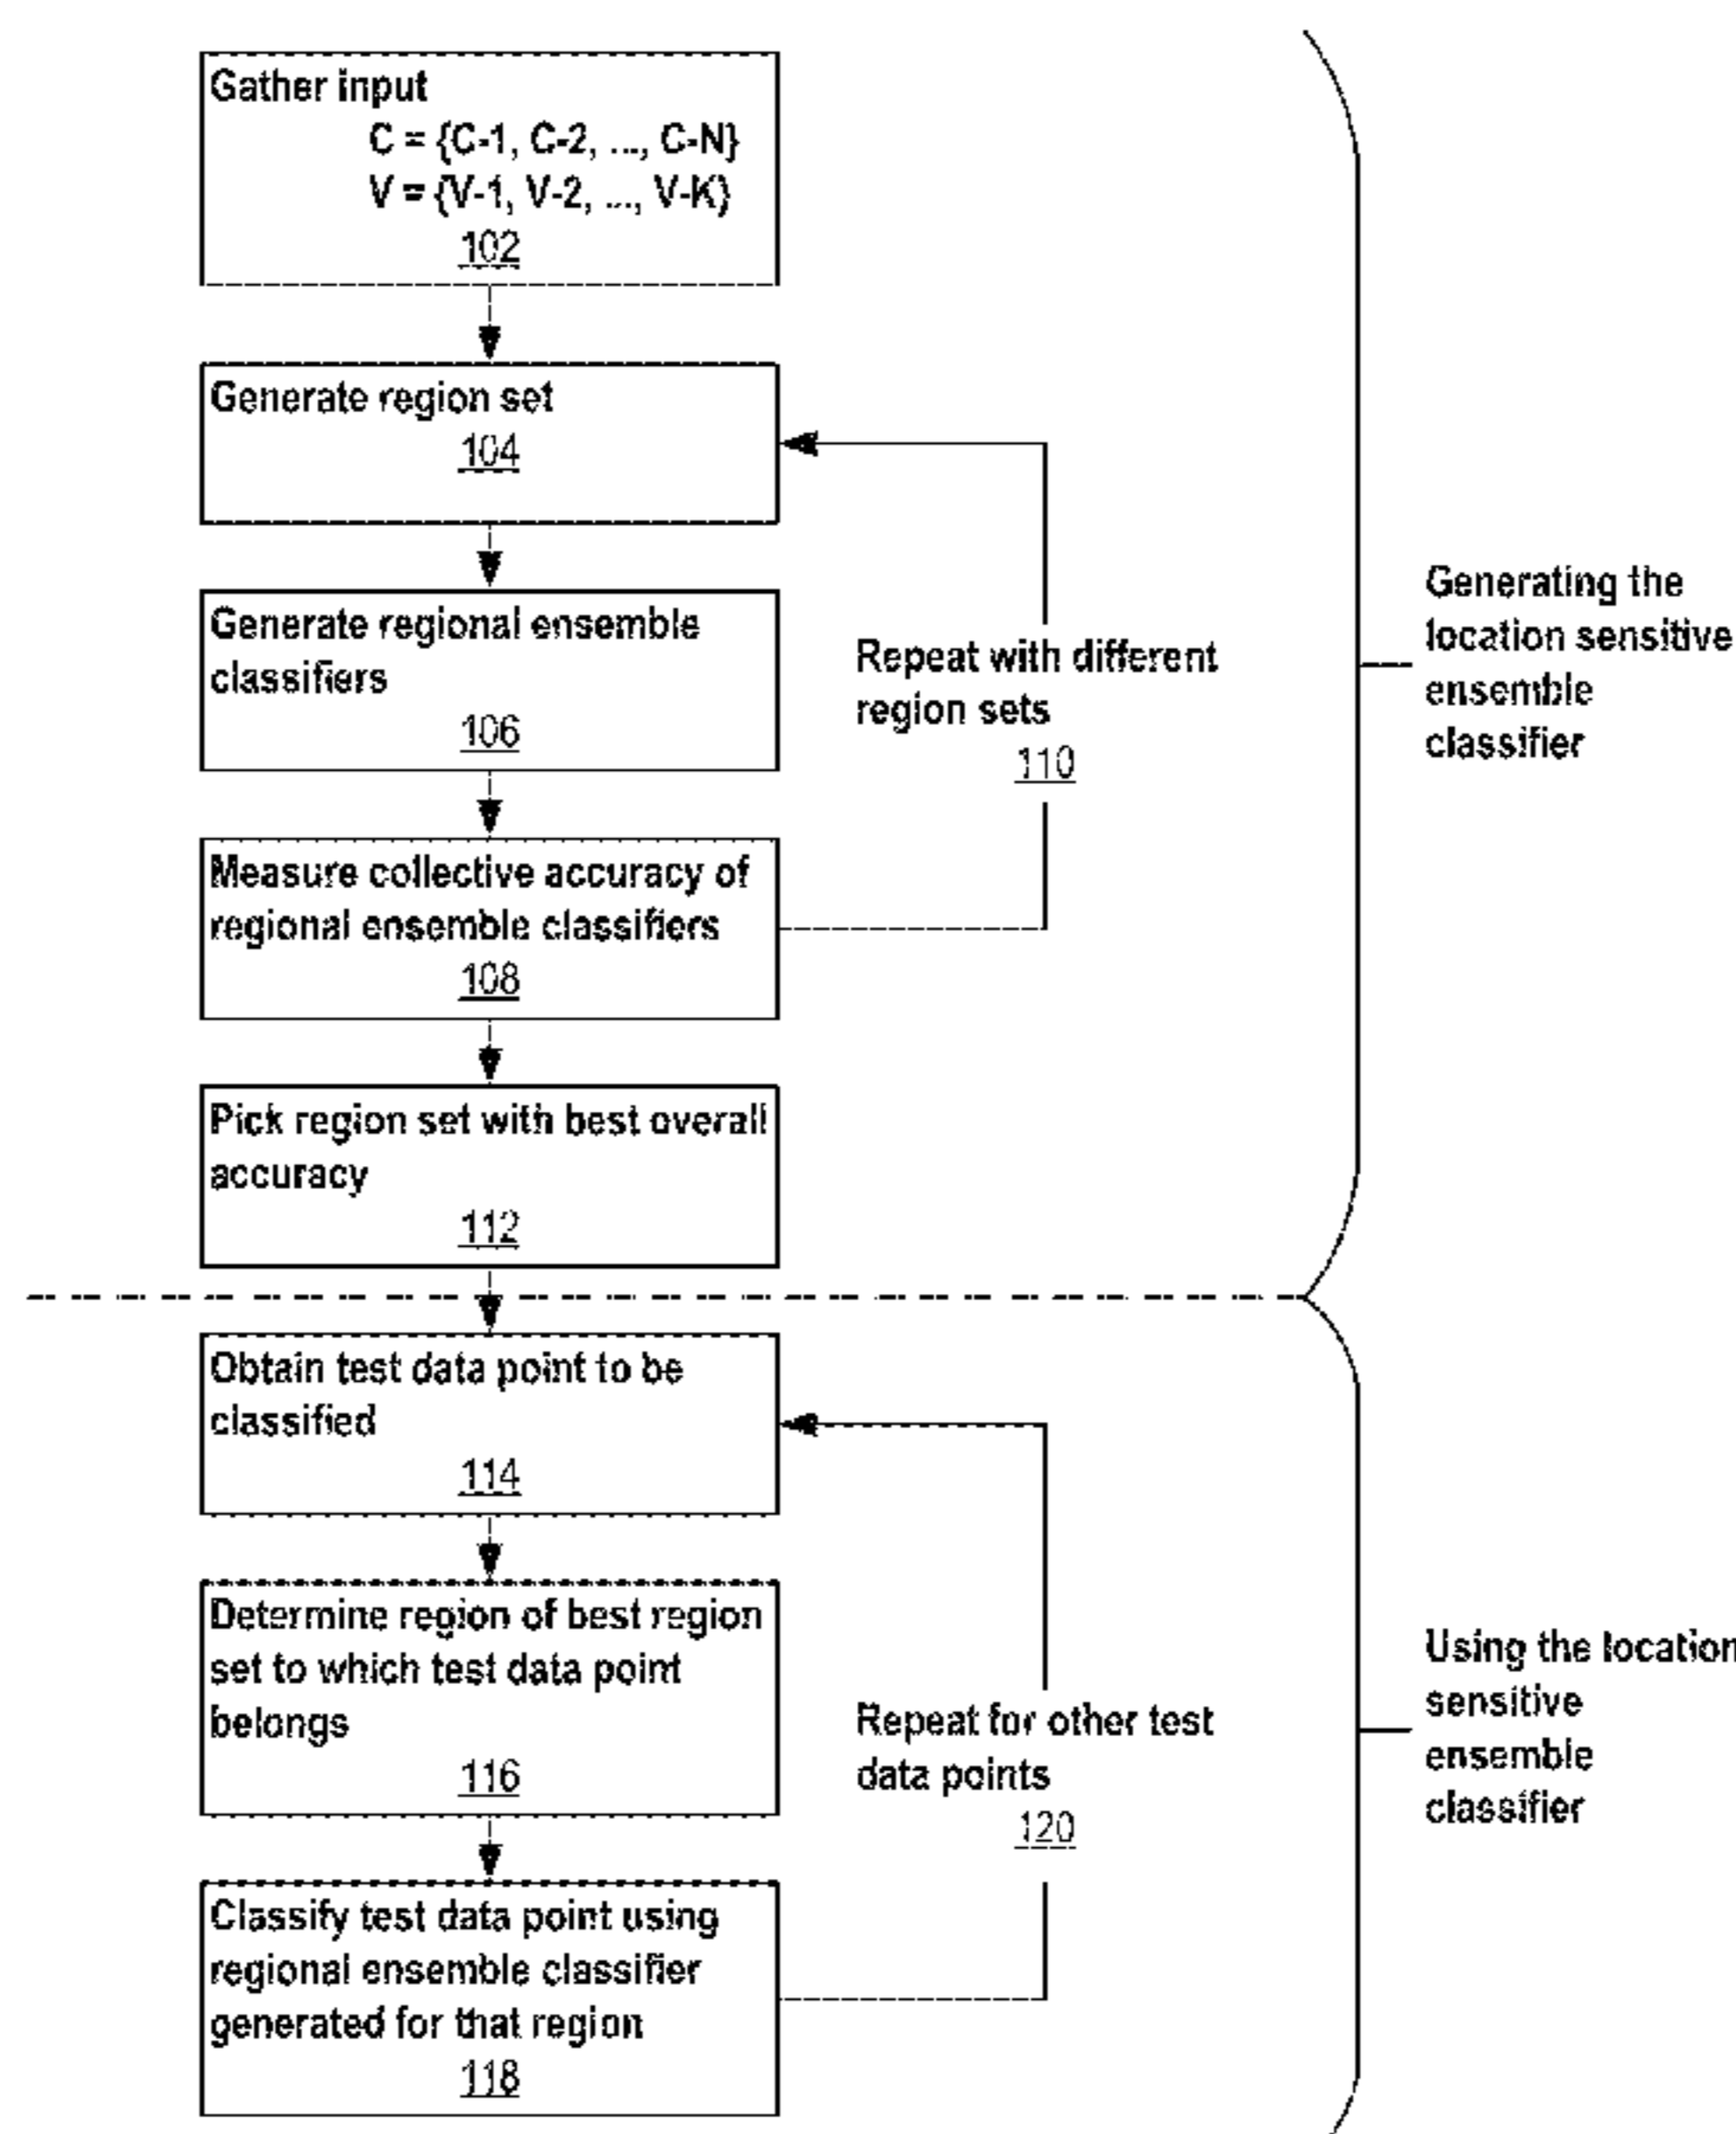 Gather input
C = {C-1, C-2, ..., C-N}
V = {V-1, V-2, ..., V-K}
102
Generate region set
104
Generate regional ensemble
classifiers
106
Repeat with different
region sets
110
Generating the
location sensitive
ensemble
classifier
Measure collective accuracy of
regional ensemble classifiers
108
Pick region set with best overall
accuracy
112
Obtain test data point to be
classified
114
Determine region of best region
set to which test data point
belongs
116
Repeat for other test
data points
120
Using the location
sensitive
ensemble
classifier
Classify test data point using
regional ensemble classifier
generated for that region
118